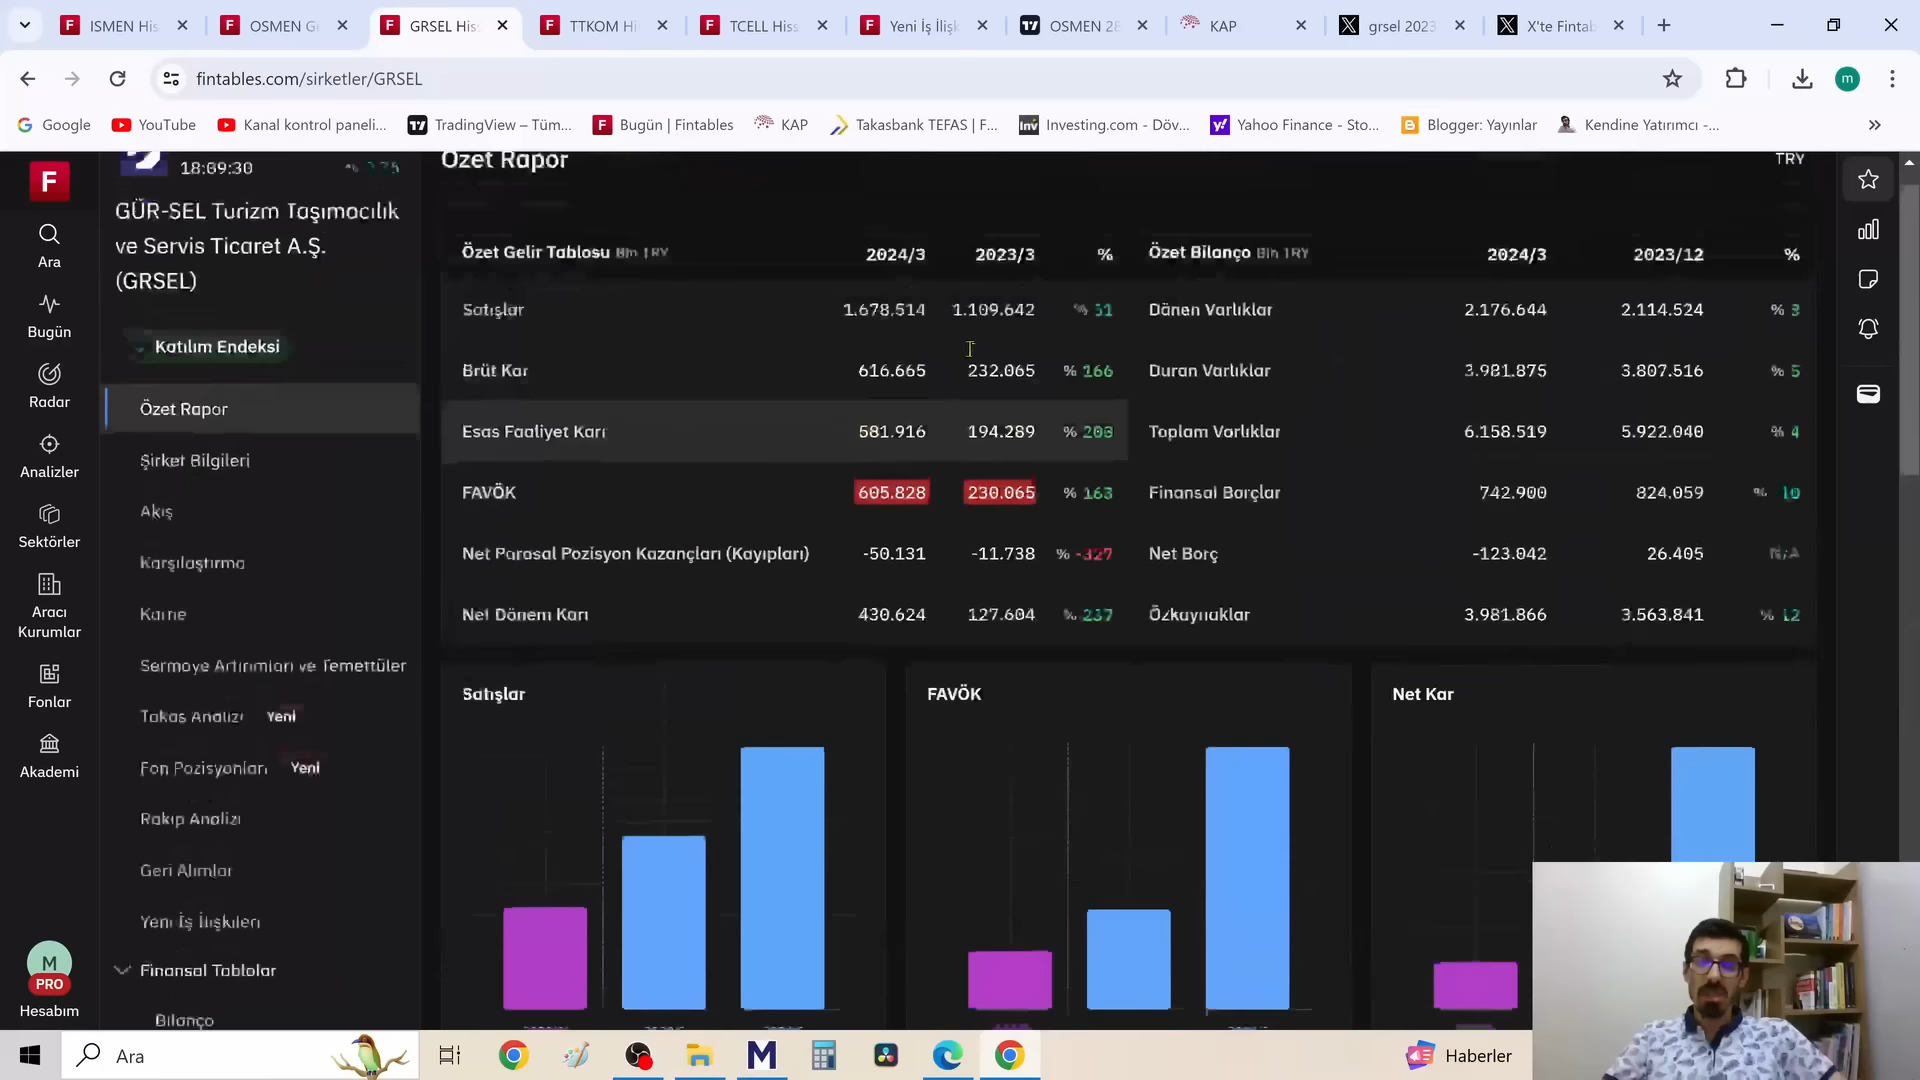 ISMEN His
OSMEN Ge
GRSEL His
TTKOM Hi
TCELL Hiss
Yeni İş İlişk
OSMEN 28
KAP
grsel 2023
X'te Fintab
fintables.com/sirketler/GRSEL
m
Google
YouTube
Kanal kontrol paneli...
TradingView – Tüm...
Bugün | Fintables
KAP
Takasbank TEFAS | F...
Investing.com - Döv...
Yahoo Finance - Sto...
Blogger: Yayınlar
Kendine Yatırımcı -...
F
Ara
Bugün
Radar
Analizler
Sektörler
Aracı
Kurumlar
Fonlar
Akademi
M
PRO
Hesabım
18:09:30
GÜR-SEL Turizm Taşımacılık
ve Servis Ticaret A.Ş.
(GRSEL)
Katılım Endeksi
Özet Rapor
Şirket Bilgileri
Akış
Karşılaştırma
Karne
Sermaye Artırımları ve Temettüler
Takas Analizi Yeni
Fon Pozisyonları Yeni
Rakip Analizi
Geri Alımlar
Yeni İş İlişkileri
Finansal Tablolar
Bilanço
Özet Rapor
TRY
Özet Gelir Tablosu Bin TRY 2024/3 2023/3 %
Satışlar 1.678.514 1.109.642 % 51
Brüt Kar 616.665 232.065 % 166
Esas Faaliyet Karı 581.916 194.289 % 200
FAVÖK 605.828 230.065 % 163
Net Parasal Pozisyon Kazançları (Kayıpları) -50.131 -11.738 % -327
Net Dönem Karı 430.624 127.604 % 237
Özet Bilanço Bin TRY 2024/3 2023/12 %
Dönen Varlıklar 2.176.644 2.114.524 % 3
Duran Varlıklar 3.981.875 3.807.516 % 5
Toplam Varlıklar 6.158.519 5.922.040 % 4
Finansal Borçlar 742.900 824.059 % 10
Net Borç -123.042 26.405 N/A
Özkaynaklar 3.981.866 3.563.841 % 12
Satışlar
FAVÖK
Net Kar
Ara
Haberler